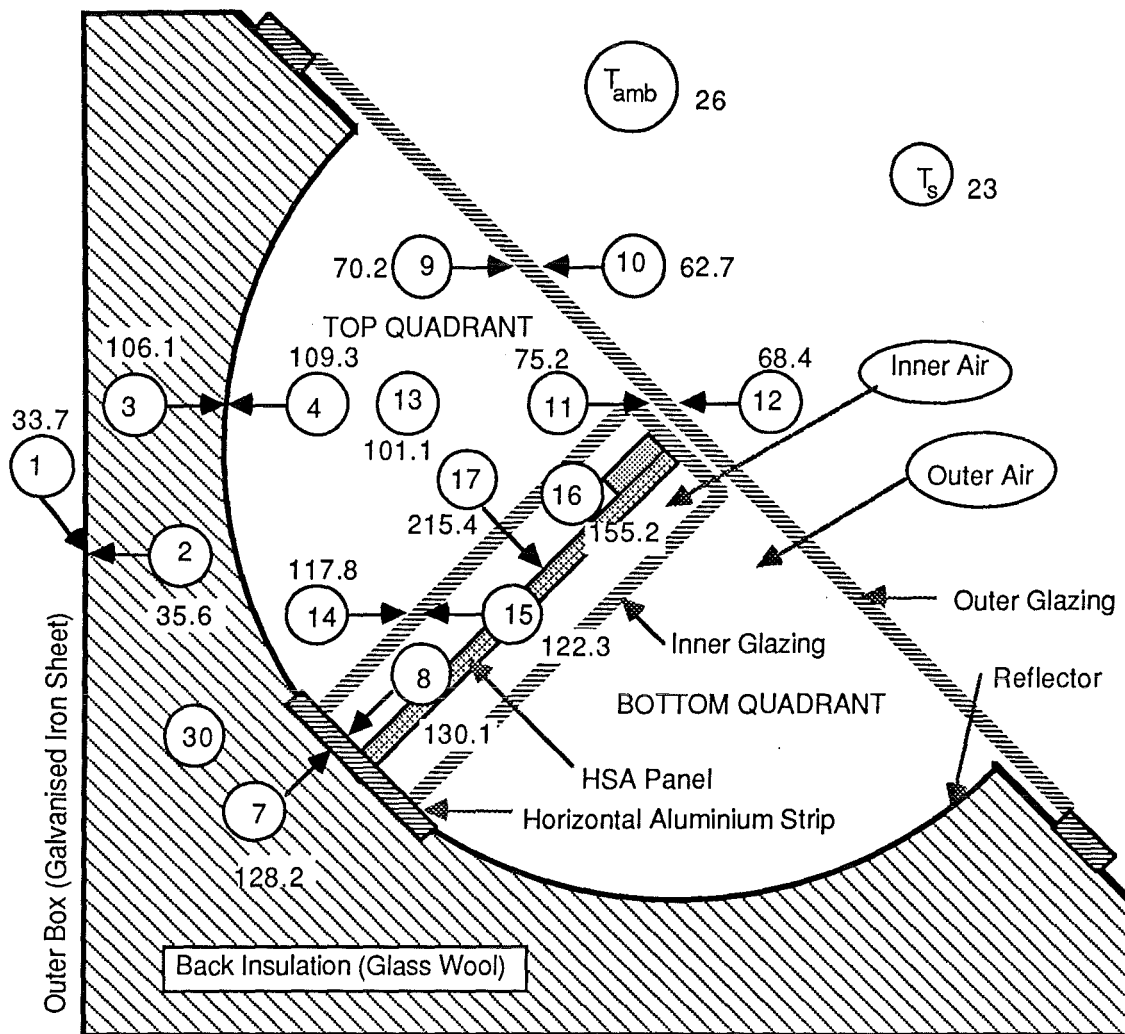 T amb
26
T s
23
9
70.2
10
62.7
TOP QUADRANT
106.1
109.3
75.2
68.4
Inner Air
3
4
13
11
12
33.7
101.1
1
17
16
Outer Air
215.4
155.2
2
117.8
35.6
14
15
Outer Glazing
122.3
Inner Glazing
8
Reflector
BOTTOM QUADRANT
30
130.1
HSA Panel
7
Horizontal Aluminium Strip
128.2
Outer Box (Galvanised Iron Sheet)
Back Insulation (Glass Wool)